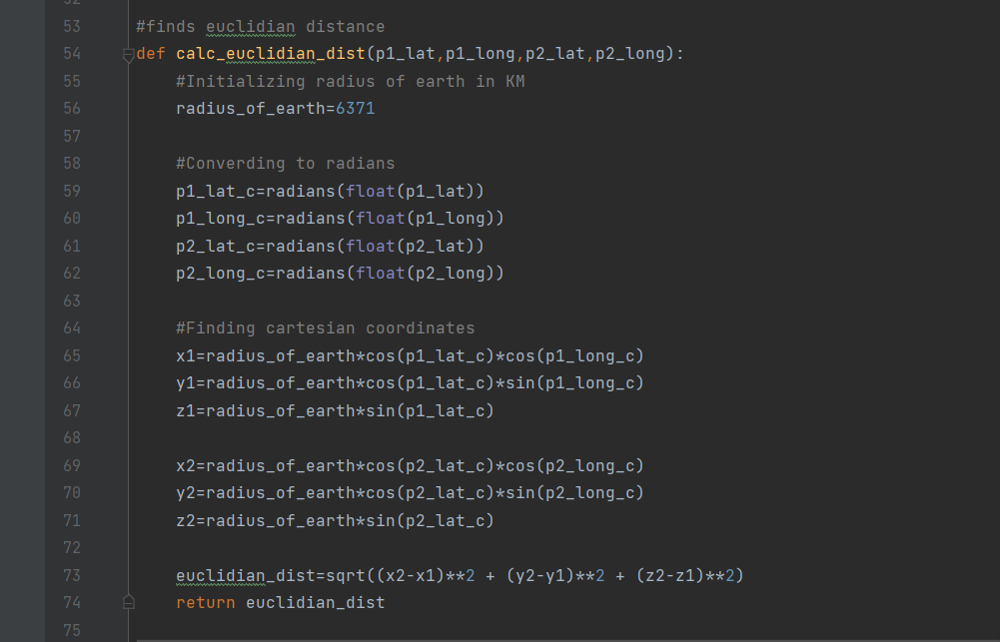 53 #finds euclidian distance
54 def calc_euclidian_dist(p1_lat,p1_long,p2_lat,p2_long):
55 #Initializing radius of earth in KM
56 radius_of_earth=6371
57
58 #Converding to radians
59 p1_lat_c=radians(float(p1_lat))
60 p1_long_c=radians(float(p1_long))
61 p2_lat_c=radians(float(p2_lat))
62 p2_long_c=radians(float(p2_long))
63
64 #Finding cartesian coordinates
65 x1=radius_of_earth*cos(p1_lat_c)*cos(p1_long_c)
66 y1=radius_of_earth*cos(p1_lat_c)*sin(p1_long_c)
67 z1=radius_of_earth*sin(p1_lat_c)
68
69 x2=radius_of_earth*cos(p2_lat_c)*cos(p2_long_c)
70 y2=radius_of_earth*cos(p2_lat_c)*sin(p2_long_c)
71 z2=radius_of_earth*sin(p2_lat_c)
72
73 euclidian_dist=sqrt((x2-x1)**2 + (y2-y1)**2 + (z2-z1)**2)
74 return euclidian_dist
75